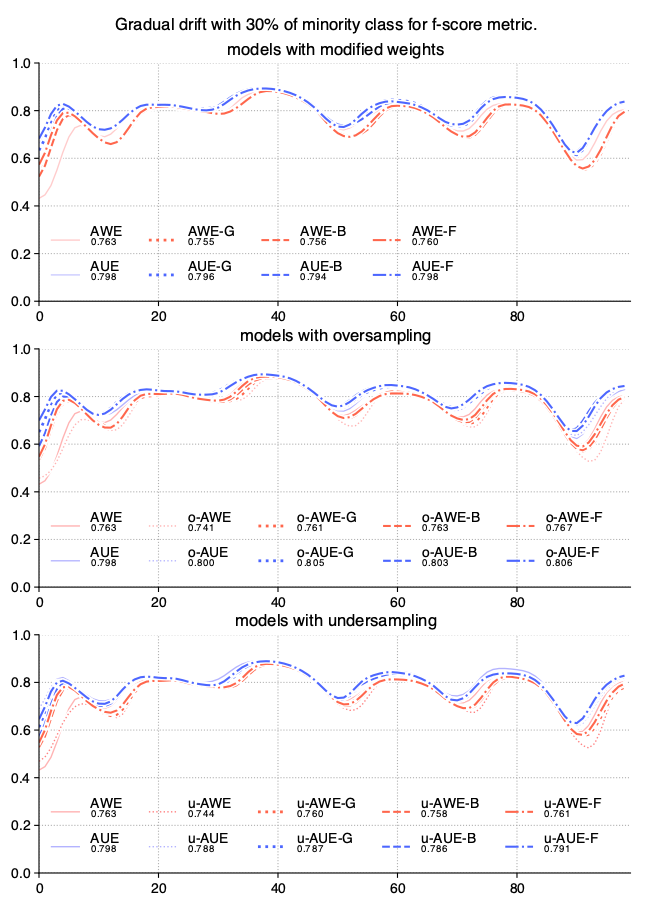 Gradual drift with 30% of minority class for f-score metric.
models with modified weights
1.0
0.8
0.6
0.4
AWE AWE-G AWE-B AWE-F
0.763 0.755 0.756 0.760
0.2
AUE AUE-G AUE-B AUE-F
0.798 0.796 0.794 0.798
0.0
0 20 40 60 80
models with oversampling
1.0
0.8
0.6
0.4
AWE o-AWE o-AWE-G o-AWE-B o-AWE-F
0.763 0.741 0.761 0.763 0.767
0.2
AUE o-AUE o-AUE-G o-AUE-B o-AUE-F
0.798 0.800 0.805 0.803 0.806
0.0
0 20 40 60 80
models with undersampling
1.0
0.8
0.6
0.4
AWE u-AWE u-AWE-G u-AWE-B u-AWE-F
0.763 0.744 0.760 0.758 0.761
0.2
AUE u-AUE u-AUE-G u-AUE-B u-AUE-F
0.798 0.788 0.787 0.786 0.791
0.0
0 20 40 60 80